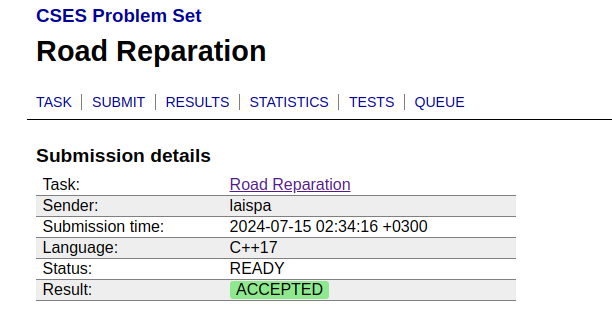 CSES Problem Set
Road Reparation
TASK | SUBMIT | RESULTS | STATISTICS | TESTS | QUEUE
Submission details
Task: Road Reparation
Sender: laispa
Submission time: 2024-07-15 02:34:16 +0300
Language: C++17
Status: READY
Result: ACCEPTED